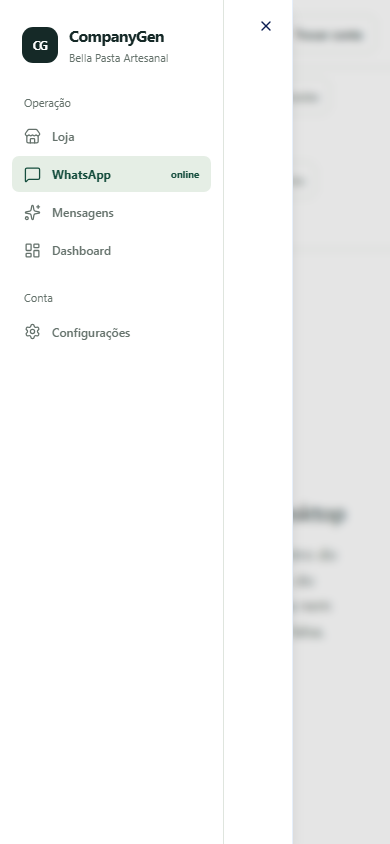 CG
CompanyGen
Bella Pasta Artesanal
Operação
Loja
WhatsApp online
Mensagens
Dashboard
Conta
Configurações